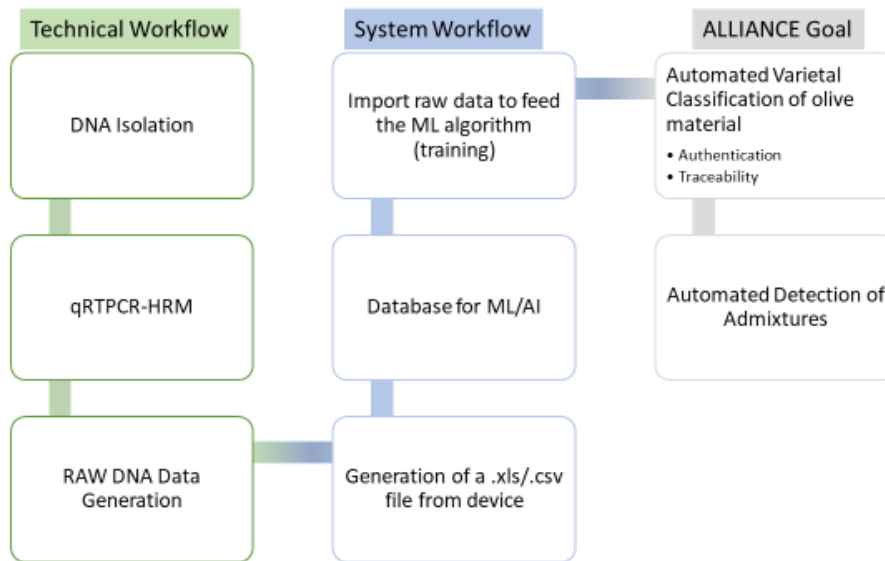 Technical Workflow
DNA Isolation
qRTPCR-HRM
RAW DNA Data
Generation
System Workflow
Import raw data to feed
the ML algorithm
(training)
Database for ML/AI
Generation of a .xls/.csv
file from device
ALLIANCE Goal
Automated Varietal
Classification of olive
material
• Authentication
• Traceability
Automated Detection of
Admixtures